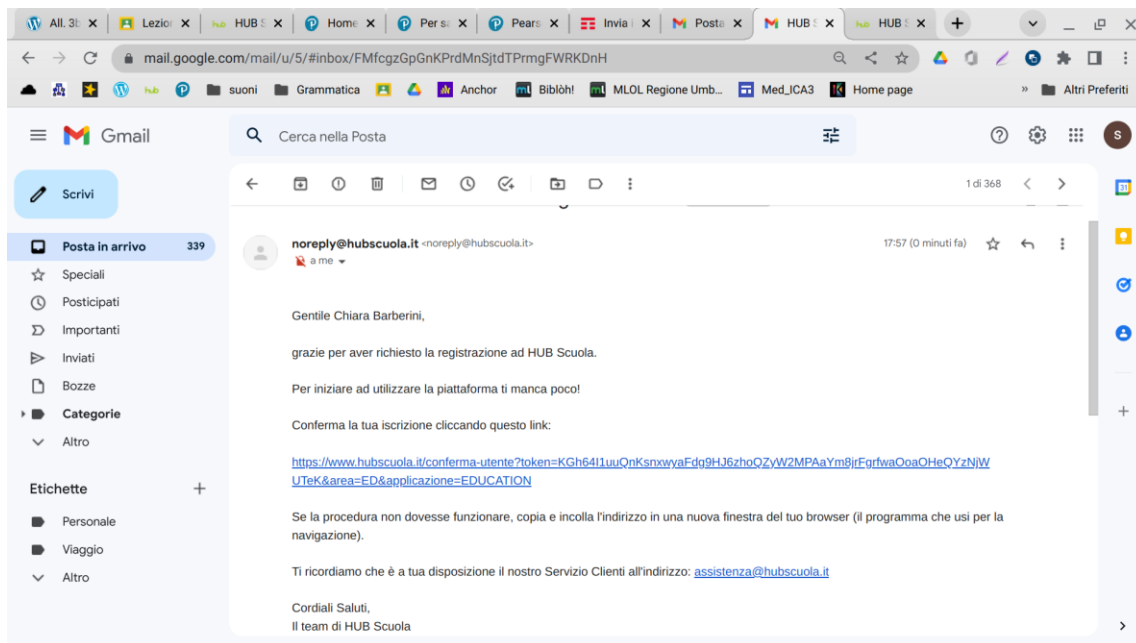 All. 3b
Lezior
HUB S
Home
Per sa
Pears
Invia i
Posta
HUB S
HUB S
mail.google.com/mail/u/5/#inbox/FMfcgzGpGnKPrdMnSjtdTPrmgFWRKDnH
hub
suoni
Grammatica
Anchor
Biblòh!
MLOL Regione Umb...
Med_ICA3
Home page
»
Altri Preferiti
Gmail
Cerca nella Posta
S
Scrivi
1 di 368
31
Posta in arrivo 339
Speciali
Posticipati
Importanti
Inviati
Bozze
Categorie
Altro
Etichette +
Personale
Viaggio
Altro
noreply@hubscuola.it <noreply@hubscuola.it> 17:57 (0 minuti fa)
a me
Gentile Chiara Barberini,
grazie per aver richiesto la registrazione ad HUB Scuola.
Per iniziare ad utilizzare la piattaforma ti manca poco!
Conferma la tua iscrizione cliccando questo link:
https://www.hubscuola.it/conferma-utente?token=KGh64I1uuQnKsnxwyaFdg9HJ6zhoQZyW2MPAaYm8jrFgrfwaOoaOHeQYzNjW
UTeK&area=ED&applicazione=EDUCATION
Se la procedura non dovesse funzionare, copia e incolla l'indirizzo in una nuova finestra del tuo browser (il programma che usi per la
navigazione).
Ti ricordiamo che è a tua disposizione il nostro Servizio Clienti all'indirizzo: assistenza@hubscuola.it
Cordiali Saluti,
Il team di HUB Scuola